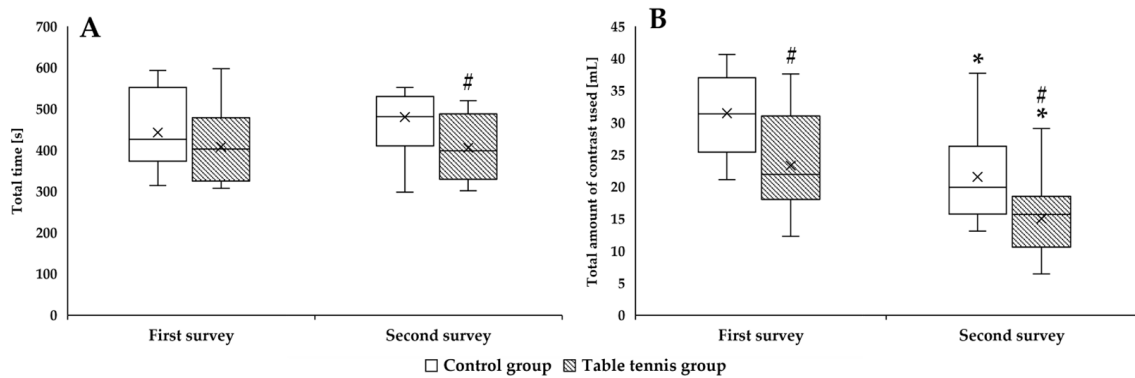 A
Total time [s]
700
600
500
400
300
200
100
0
#
First survey
Second survey
B
Total amount of contrast used [mL]
45
40
35
30
25
20
15
10
5
0
#
*
#
*
First survey
Second survey
Control group
Table tennis group